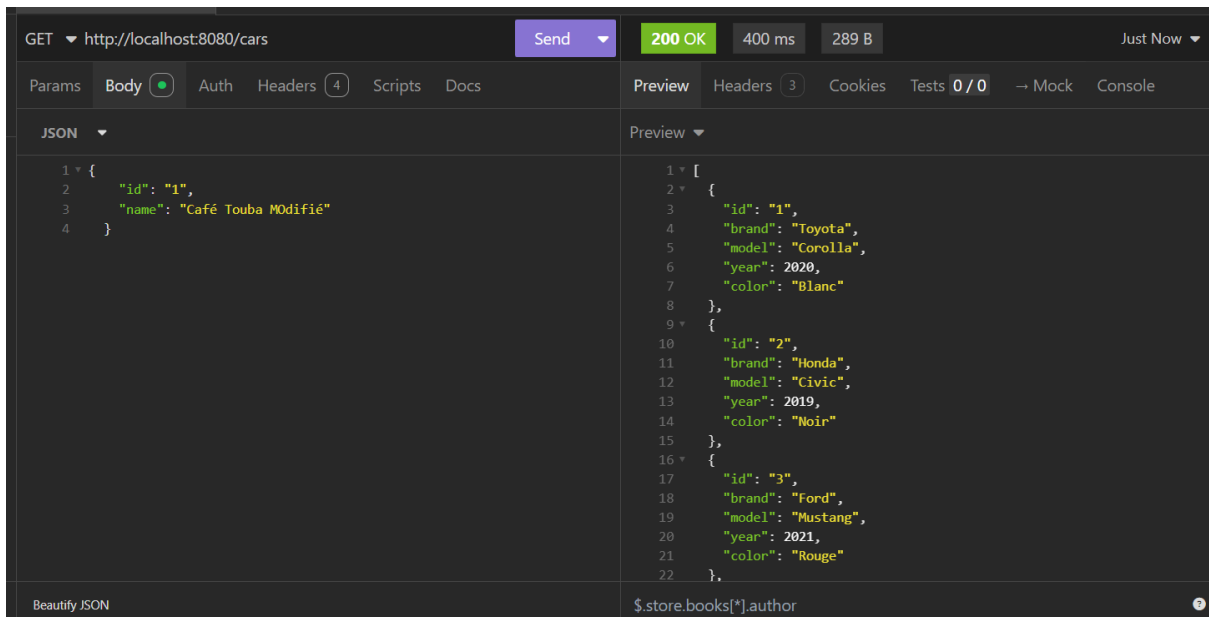 GET http://localhost:8080/cars
Send
200 OK 400 ms 289 B Just Now
Params Body Auth Headers 4 Scripts Docs
Preview Headers 3 Cookies Tests 0 / 0 → Mock Console
JSON
Preview
1 {
2 "id": "1",
3 "name": "Café Touba MOdifié"
4 }
1 [
2 {
3 "id": "1",
4 "brand": "Toyota",
5 "model": "Corolla",
6 "year": 2020,
7 "color": "Blanc"
8 },
9 {
10 "id": "2",
11 "brand": "Honda",
12 "model": "Civic",
13 "year": 2019,
14 "color": "Noir"
15 },
16 {
17 "id": "3",
18 "brand": "Ford",
19 "model": "Mustang",
20 "year": 2021,
21 "color": "Rouge"
22 },
Beautify JSON
$.store.books[*].author
?